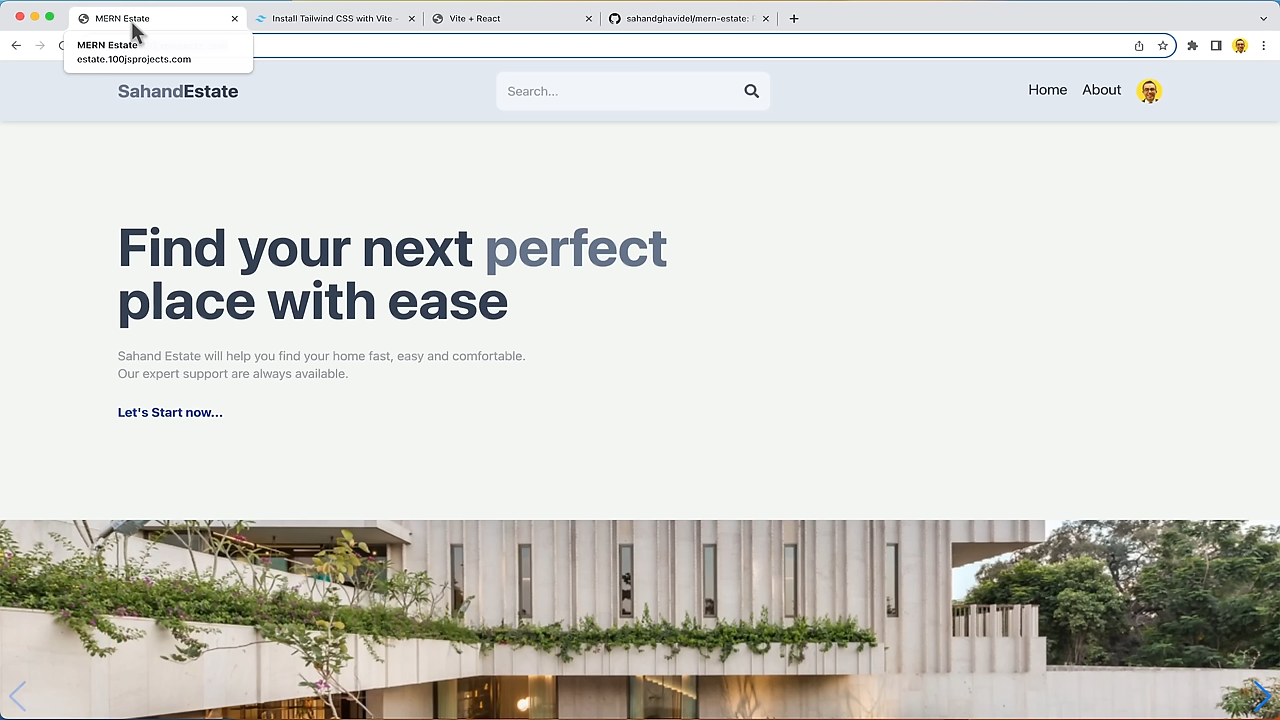 MERN Estate
Install Tailwind CSS with Vite -
Vite + React
sahandghavidel/mern-estate:
MERN Estate
estate.100jsprojects.com
SahandEstate
Search...
Home
About
Find your next perfect
place with ease
Sahand Estate will help you find your home fast, easy and comfortable.
Our expert support are always available.
Let's Start now...